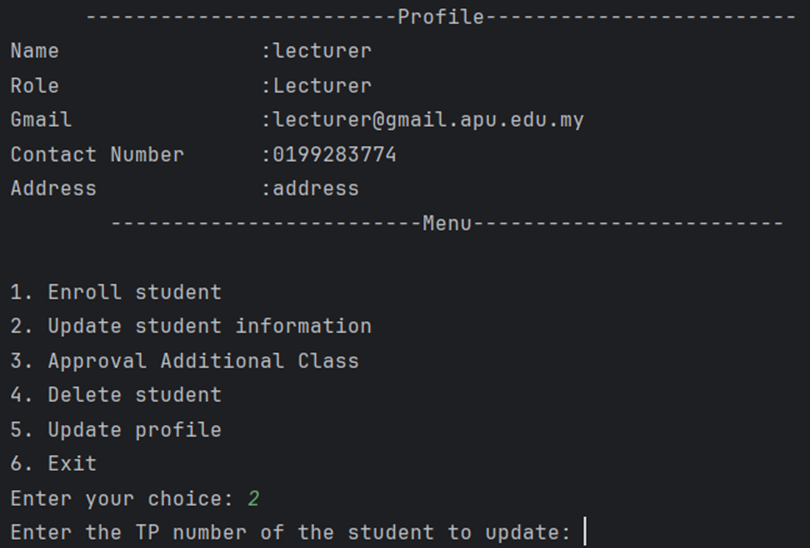 -------------------------Profile-------------------------
Name                :lecturer
Role                :Lecturer
Gmail               :lecturer@gmail.apu.edu.my
Contact Number      :0199283774
Address             :address
-------------------------Menu-------------------------
1. Enroll student
2. Update student information
3. Approval Additional Class
4. Delete student
5. Update profile
6. Exit
Enter your choice: 2
Enter the TP number of the student to update: